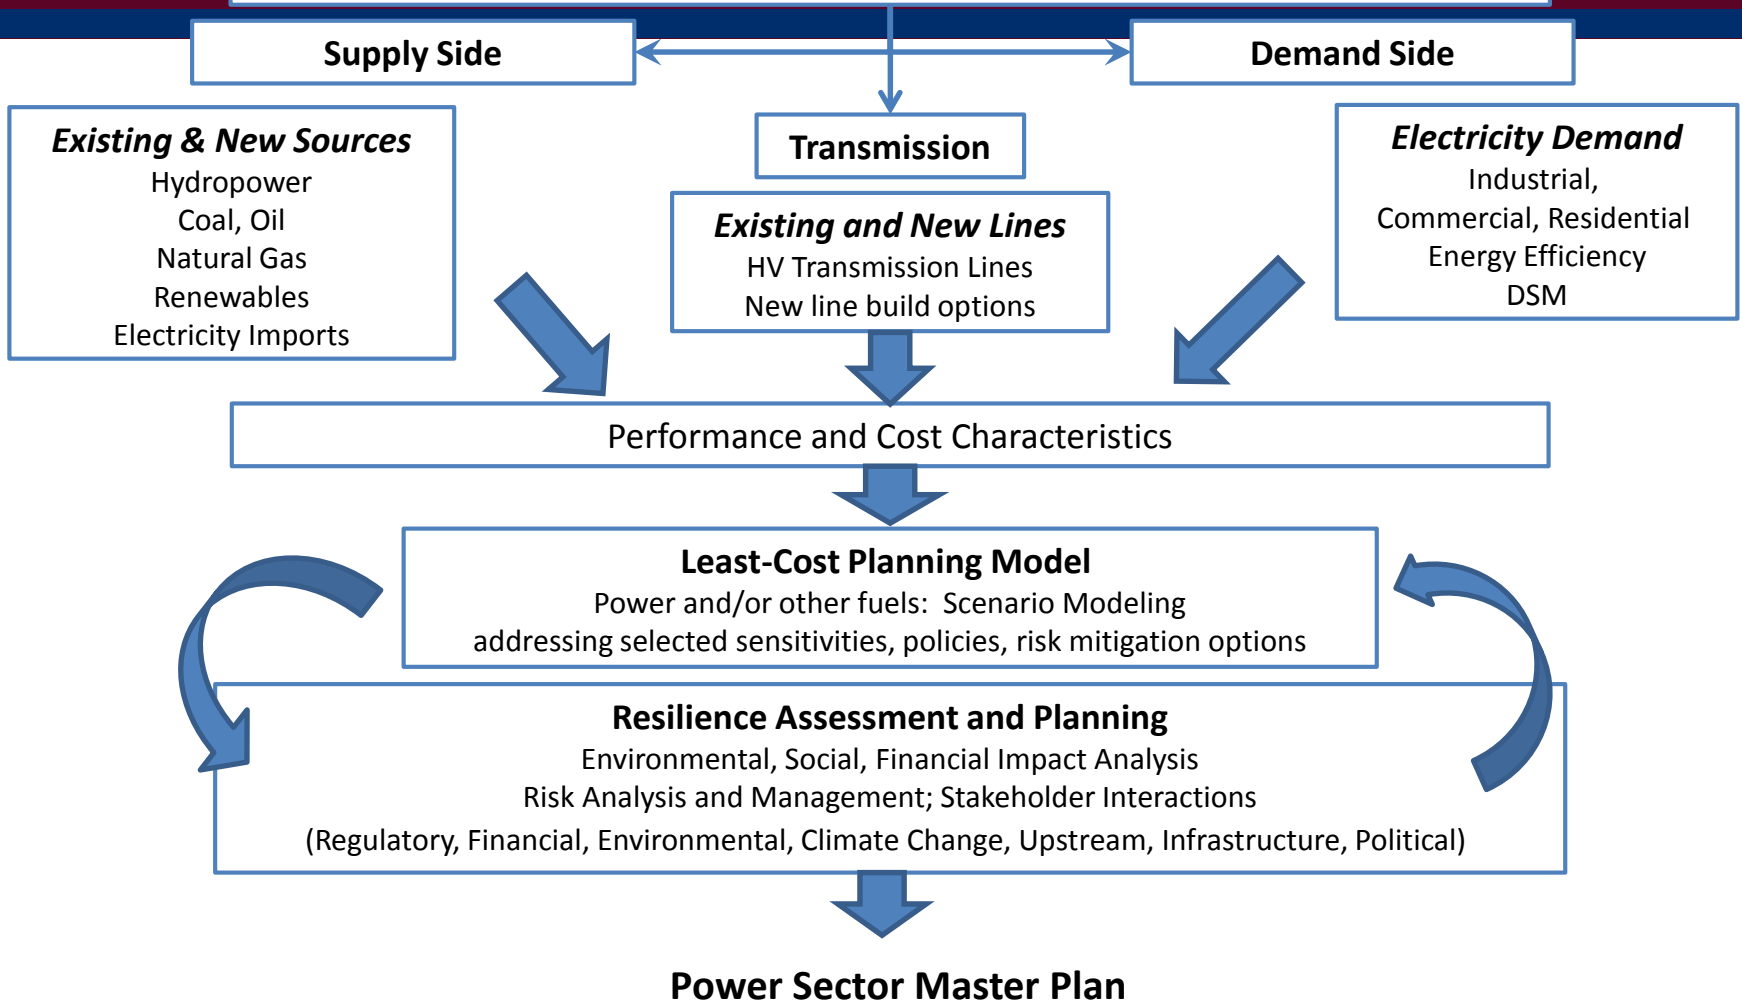 Supply Side
Demand Side
Existing & New Sources
Hydropower
Coal, Oil
Natural Gas
Renewables
Electricity Imports
Transmission
Existing and New Lines
HV Transmission Lines
New line build options
Electricity Demand
Industrial,
Commercial, Residential
Energy Efficiency
DSM
Performance and Cost Characteristics
Least-Cost Planning Model
Power and/or other fuels: Scenario Modeling
addressing selected sensitivities, policies, risk mitigation options
Resilience Assessment and Planning
Environmental, Social, Financial Impact Analysis
Risk Analysis and Management; Stakeholder Interactions
(Regulatory, Financial, Environmental, Climate Change, Upstream, Infrastructure, Political)
Power Sector Master Plan